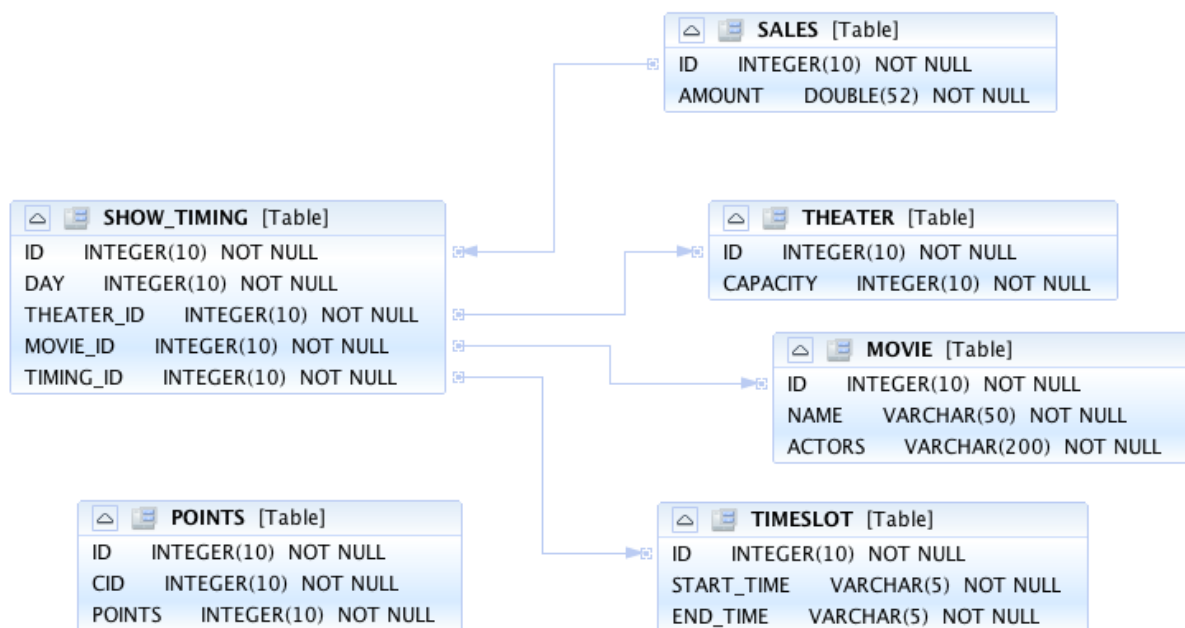 SALES [Table]
ID INTEGER(10) NOT NULL
AMOUNT DOUBLE(52) NOT NULL
SHOW_TIMING [Table]
ID INTEGER(10) NOT NULL
DAY INTEGER(10) NOT NULL
THEATER_ID INTEGER(10) NOT NULL
MOVIE_ID INTEGER(10) NOT NULL
TIMING_ID INTEGER(10) NOT NULL
THEATER [Table]
ID INTEGER(10) NOT NULL
CAPACITY INTEGER(10) NOT NULL
MOVIE [Table]
ID INTEGER(10) NOT NULL
NAME VARCHAR(50) NOT NULL
ACTORS VARCHAR(200) NOT NULL
POINTS [Table]
ID INTEGER(10) NOT NULL
CID INTEGER(10) NOT NULL
POINTS INTEGER(10) NOT NULL
TIMESLOT [Table]
ID INTEGER(10) NOT NULL
START_TIME VARCHAR(5) NOT NULL
END_TIME VARCHAR(5) NOT NULL